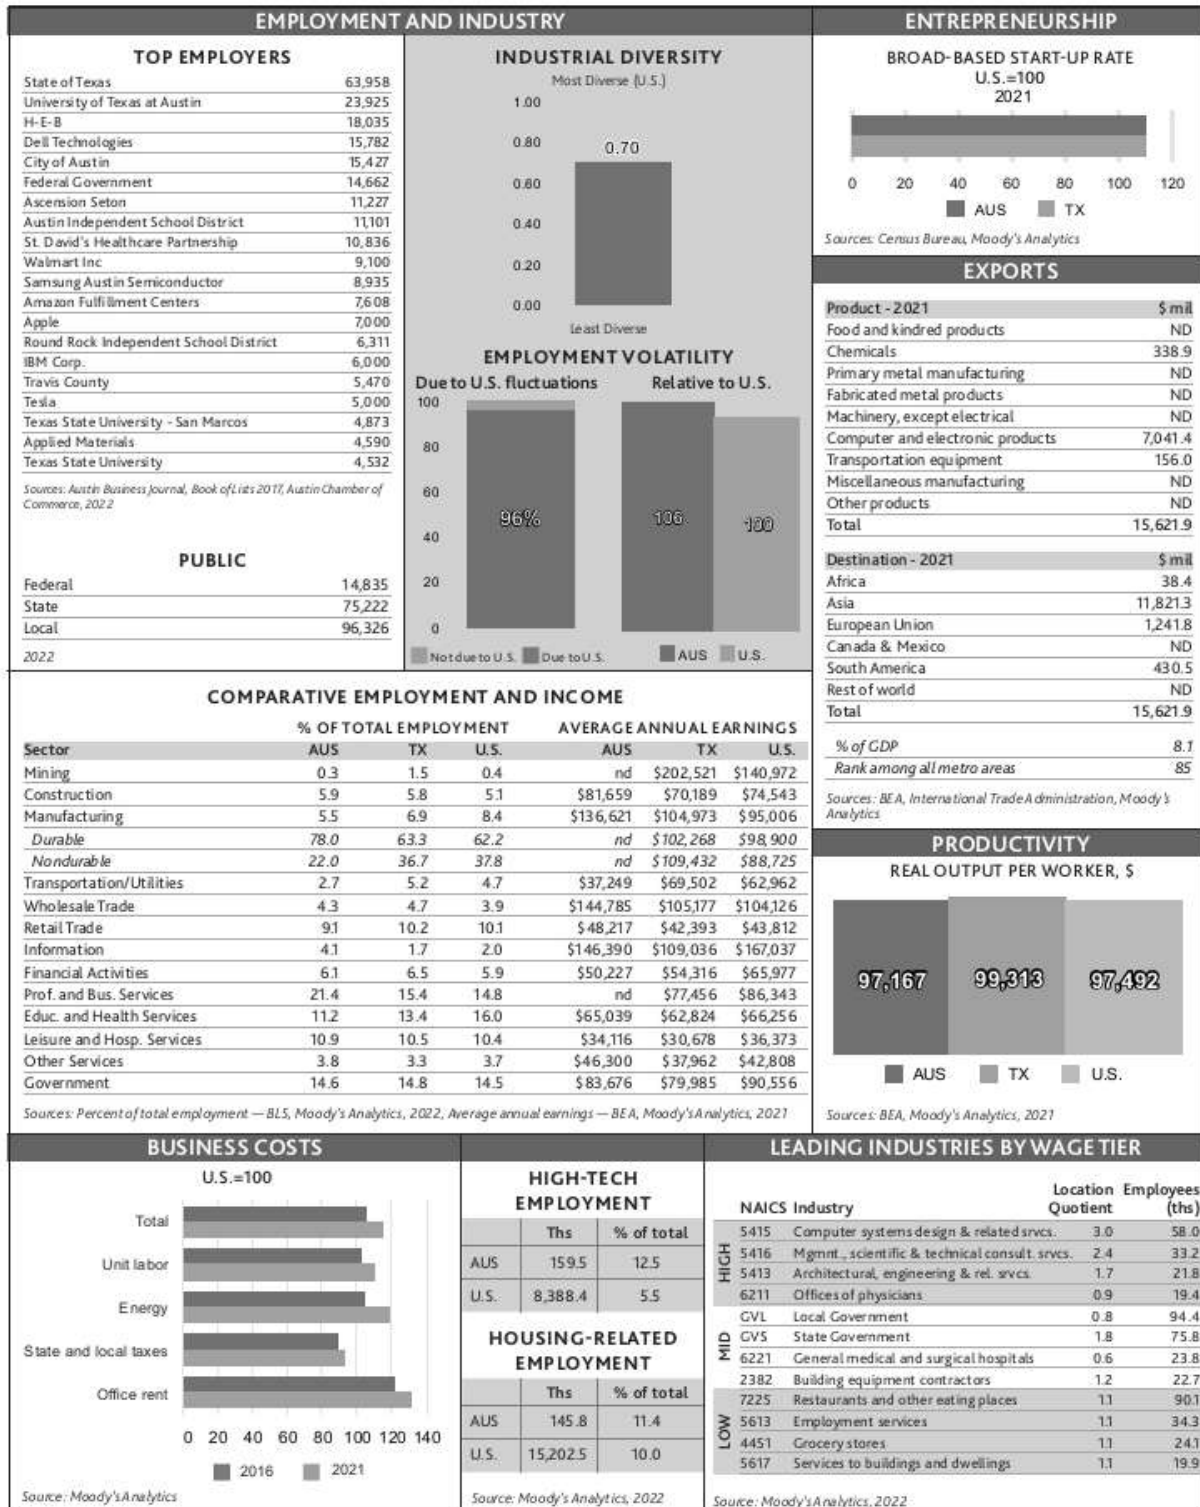 EMPLOYMENT AND INDUSTRY
TOP EMPLOYERS
State of Texas 63,958
University of Texas at Austin 23,925
H-E-B 18,035
Dell Technologies 15,782
City of Austin 15,427
Federal Government 14,662
Ascension Seton 11,227
Austin Independent School District 11,101
St. David's Healthcare Partnership 10,836
Walmart Inc 9,100
Samsung Austin Semiconductor 8,935
Amazon Fulfillment Centers 7,608
Apple 7,000
Round Rock Independent School District 6,311
IBM Corp. 6,000
Travis County 5,470
Tesla 5,000
Texas State University - San Marcos 4,873
Applied Materials 4,590
Texas State University 4,532
Sources: Austin Business Journal, Book of Lists 2017, Austin Chamber of
Commerce, 2022
PUBLIC
Federal 14,835
State 75,222
Local 96,326
2022
INDUSTRIAL DIVERSITY
Most Diverse (U.S.)
1.00
0.80
0.70
0.60
0.40
0.20
0.00
Least Diverse
EMPLOYMENT VOLATILITY
Due to U.S. fluctuations Relative to U.S.
100
80
60
96% 106 100
40
20
0
Not due to U.S. Due to U.S. AUS U.S.
ENTREPRENEURSHIP
BROAD-BASED START-UP RATE
U.S.=100
2021
0 20 40 60 80 100 120
AUS TX
Sources: Census Bureau, Moody's Analytics
EXPORTS
Product - 2021 $ mil
Food and kindred products ND
Chemicals 338.9
Primary metal manufacturing ND
Fabricated metal products ND
Machinery, except electrical ND
Computer and electronic products 7,041.4
Transportation equipment 156.0
Miscellaneous manufacturing ND
Other products ND
Total 15,621.9
Destination - 2021 $ mil
Africa 38.4
Asia 11,821.3
European Union 1,241.8
Canada & Mexico ND
South America 430.5
Rest of world ND
Total 15,621.9
% of GDP 8.1
Rank among all metro areas 85
Sources: BEA, International Trade Administration, Moody's
Analytics
COMPARATIVE EMPLOYMENT AND INCOME
% OF TOTAL EMPLOYMENT AVERAGE ANNUAL EARNINGS
Sector AUS TX U.S. AUS TX U.S.
Mining 0.3 1.5 0.4 nd $202,521 $140,972
Construction 5.9 5.8 5.1 $81,659 $70,189 $74,543
Manufacturing 5.5 6.9 8.4 $136,621 $104,973 $95,006
Durable 78.0 63.3 62.2 nd $102,268 $98,900
Nondurable 22.0 36.7 37.8 nd $109,432 $88,725
Transportation/Utilities 2.7 5.2 4.7 $37,249 $69,502 $62,962
Wholesale Trade 4.3 4.7 3.9 $144,785 $105,177 $104,126
Retail Trade 9.1 10.2 10.1 $48,217 $42,393 $43,812
Information 4.1 1.7 2.0 $146,390 $109,036 $167,037
Financial Activities 6.1 6.5 5.9 $50,227 $54,316 $65,977
Prof. and Bus. Services 21.4 15.4 14.8 nd $77,456 $86,343
Educ. and Health Services 11.2 13.4 16.0 $65,039 $62,824 $66,256
Leisure and Hosp. Services 10.9 10.5 10.4 $34,116 $30,678 $36,373
Other Services 3.8 3.3 3.7 $46,300 $37,962 $42,808
Government 14.6 14.8 14.5 $83,676 $79,985 $90,556
Sources: Percent of total employment — BLS, Moody's Analytics, 2022, Average annual earnings — BEA, Moody's Analytics, 2021
PRODUCTIVITY
REAL OUTPUT PER WORKER, $
97,167 99,313 97,492
AUS TX U.S.
Sources: BEA, Moody's Analytics, 2021
BUSINESS COSTS
U.S.=100
Total
Unit labor
Energy
State and local taxes
Office rent
0 20 40 60 80 100 120 140
2016 2021
Source: Moody's Analytics
HIGH-TECH
EMPLOYMENT
Ths % of total
AUS 159.5 12.5
U.S. 8,388.4 5.5
HOUSING-RELATED
EMPLOYMENT
Ths % of total
AUS 145.8 11.4
U.S. 15,202.5 10.0
Source: Moody's Analytics, 2022
LEADING INDUSTRIES BY WAGE TIER
Location Employees
NAICS Industry Quotient (ths)
HIGH
5415 Computer systems design & related srvcs. 3.0 58.0
5416 Mgmnt., scientific & technical consult. srvcs. 2.4 33.2
5413 Architectural, engineering & rel. srvcs. 1.7 21.8
6211 Offices of physicians 0.9 19.4
MID
GVL Local Government 0.8 94.4
GVS State Government 1.8 75.8
6221 General medical and surgical hospitals 0.6 23.8
2382 Building equipment contractors 1.2 22.7
LOW
7225 Restaurants and other eating places 1.1 90.1
5613 Employment services 1.1 34.3
4451 Grocery stores 1.1 24.1
5617 Services to buildings and dwellings 1.1 19.9
Source: Moody's Analytics, 2022